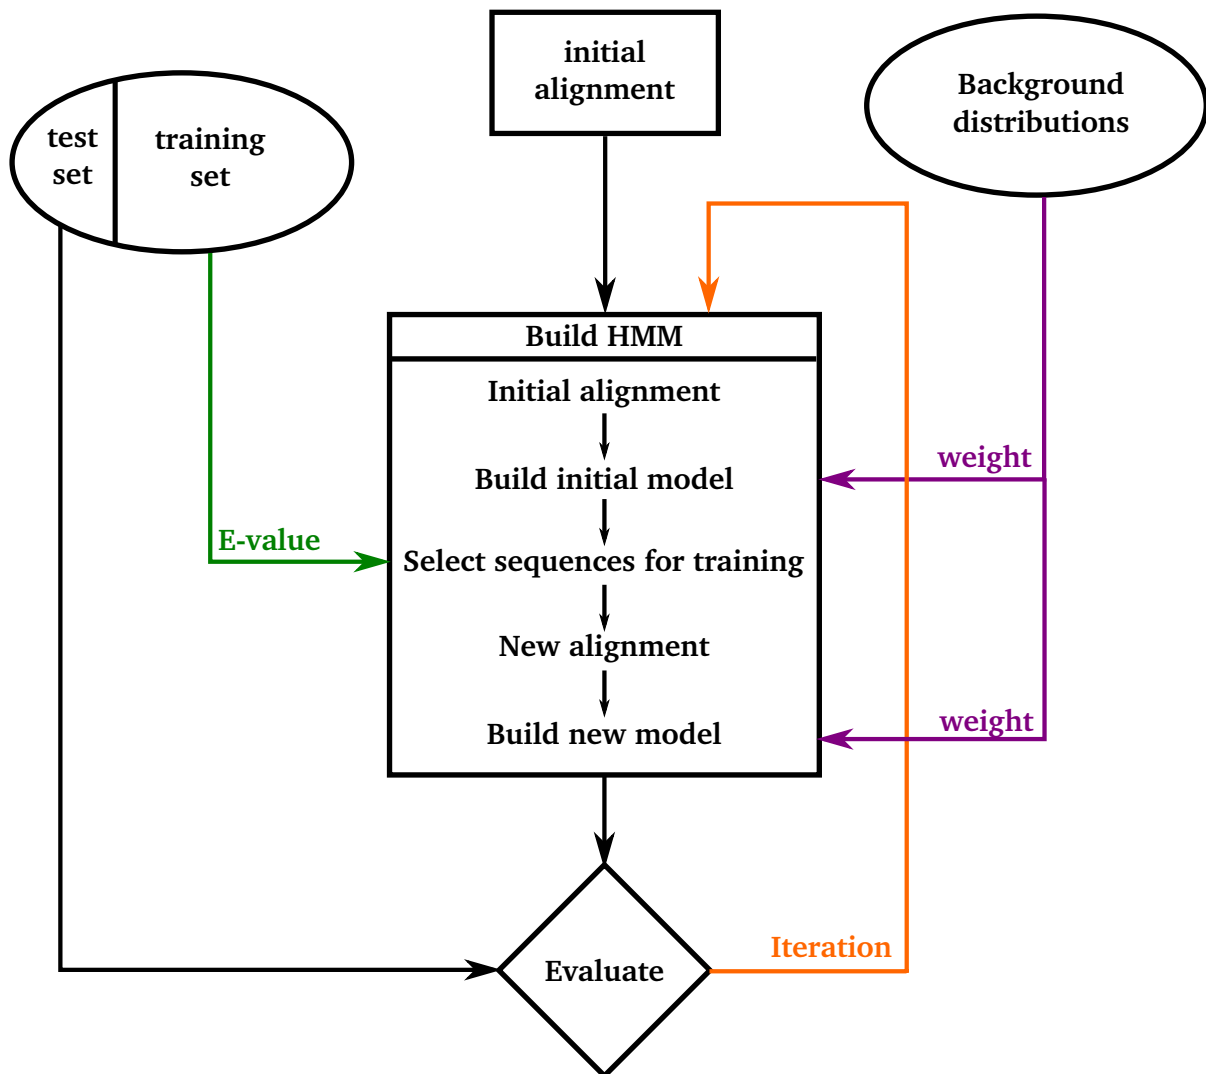 initial
alignment
Background
distributions
test
set
training
set
Build HMM
Initial alignment
weight
Build initial model
E-value
Select sequences for training
New alignment
weight
Build new model
Iteration
Evaluate